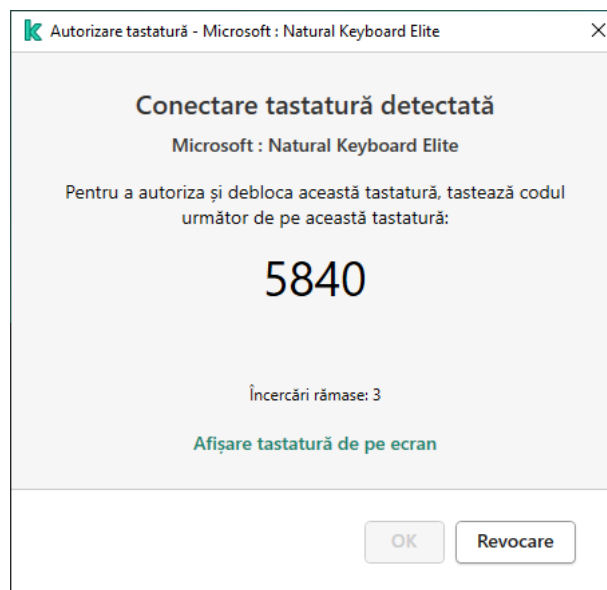 Autorizare tastatură - Microsoft : Natural Keyboard Elite
Conectare tastatură detectată
Microsoft : Natural Keyboard Elite
Pentru a autoriza și debloca această tastatură, tastează codul
următor de pe această tastatură:
5840
Încercări rămase: 3
Afișare tastatură de pe ecran
OK
Revocare